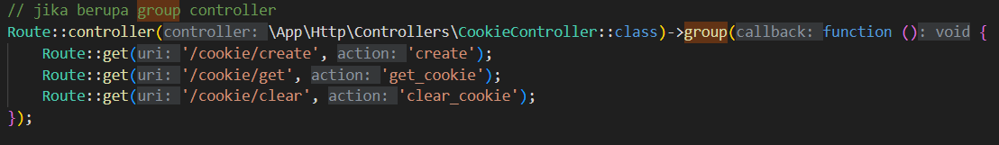 // jika berupa group controller
Route::controller(controller: \App\Http\Controllers\CookieController::class)->group(callback: function (): void {
    Route::get(uri: '/cookie/create', action: 'create');
    Route::get(uri: '/cookie/get', action: 'get_cookie');
    Route::get(uri: '/cookie/clear', action: 'clear_cookie');
});